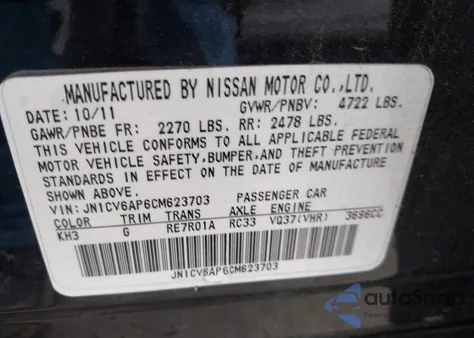 MANUFACTURED BY NISSAN MOTOR CO.,LTD.
DATE: 10/11 GVWR/PNBV: 4722 LBS.
GAWR/PNBE FR: 2270 LBS. RR: 2478 LBS.
THIS VEHICLE CONFORMS TO ALL APPLICABLE FEDERAL
MOTOR VEHICLE SAFETY, BUMPER, AND THEFT PREVENTION
STANDARDS IN EFFECT ON THE DATE OF MANUFACTURE
SHOWN ABOVE.
VIN: JN1CV6AP6CM623703 PASSENGER CAR
COLOR TRIM TRANS AXLE ENGINE
KH3 G RE7R01A RC33 VQ37(VHR) 3696CC
JN1CV6AP6CM623703
autoSnap